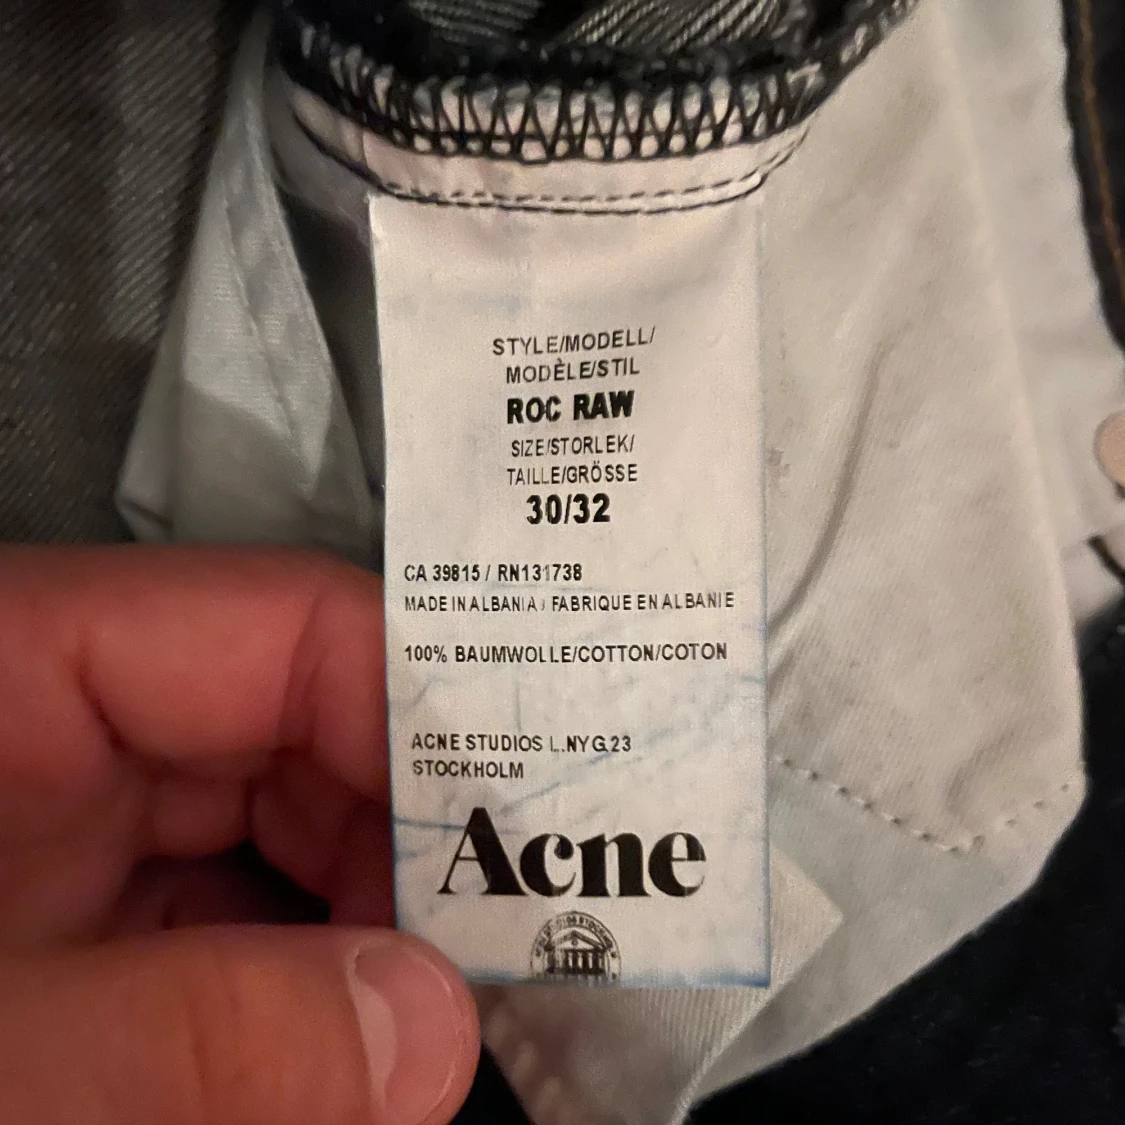 STYLE/MODELL/
MODÈLE/STIL
ROC RAW
SIZE/STORLEK/
TAILLE/GRÖSSE
30/32
CA 39815 / RN131738
MADE IN ALBANIA / FABRIQUE EN ALBANIE
100% BAUMWOLLE/COTTON/COTON
ACNE STUDIOS L.NYG.23
STOCKHOLM
Acne